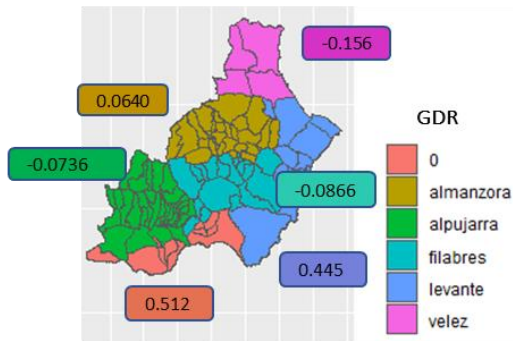 -0.156
0.0640
-0.0736
-0.0866
0.445
0.512
GDR
0
almanzora
alpujarra
filabres
levante
velez